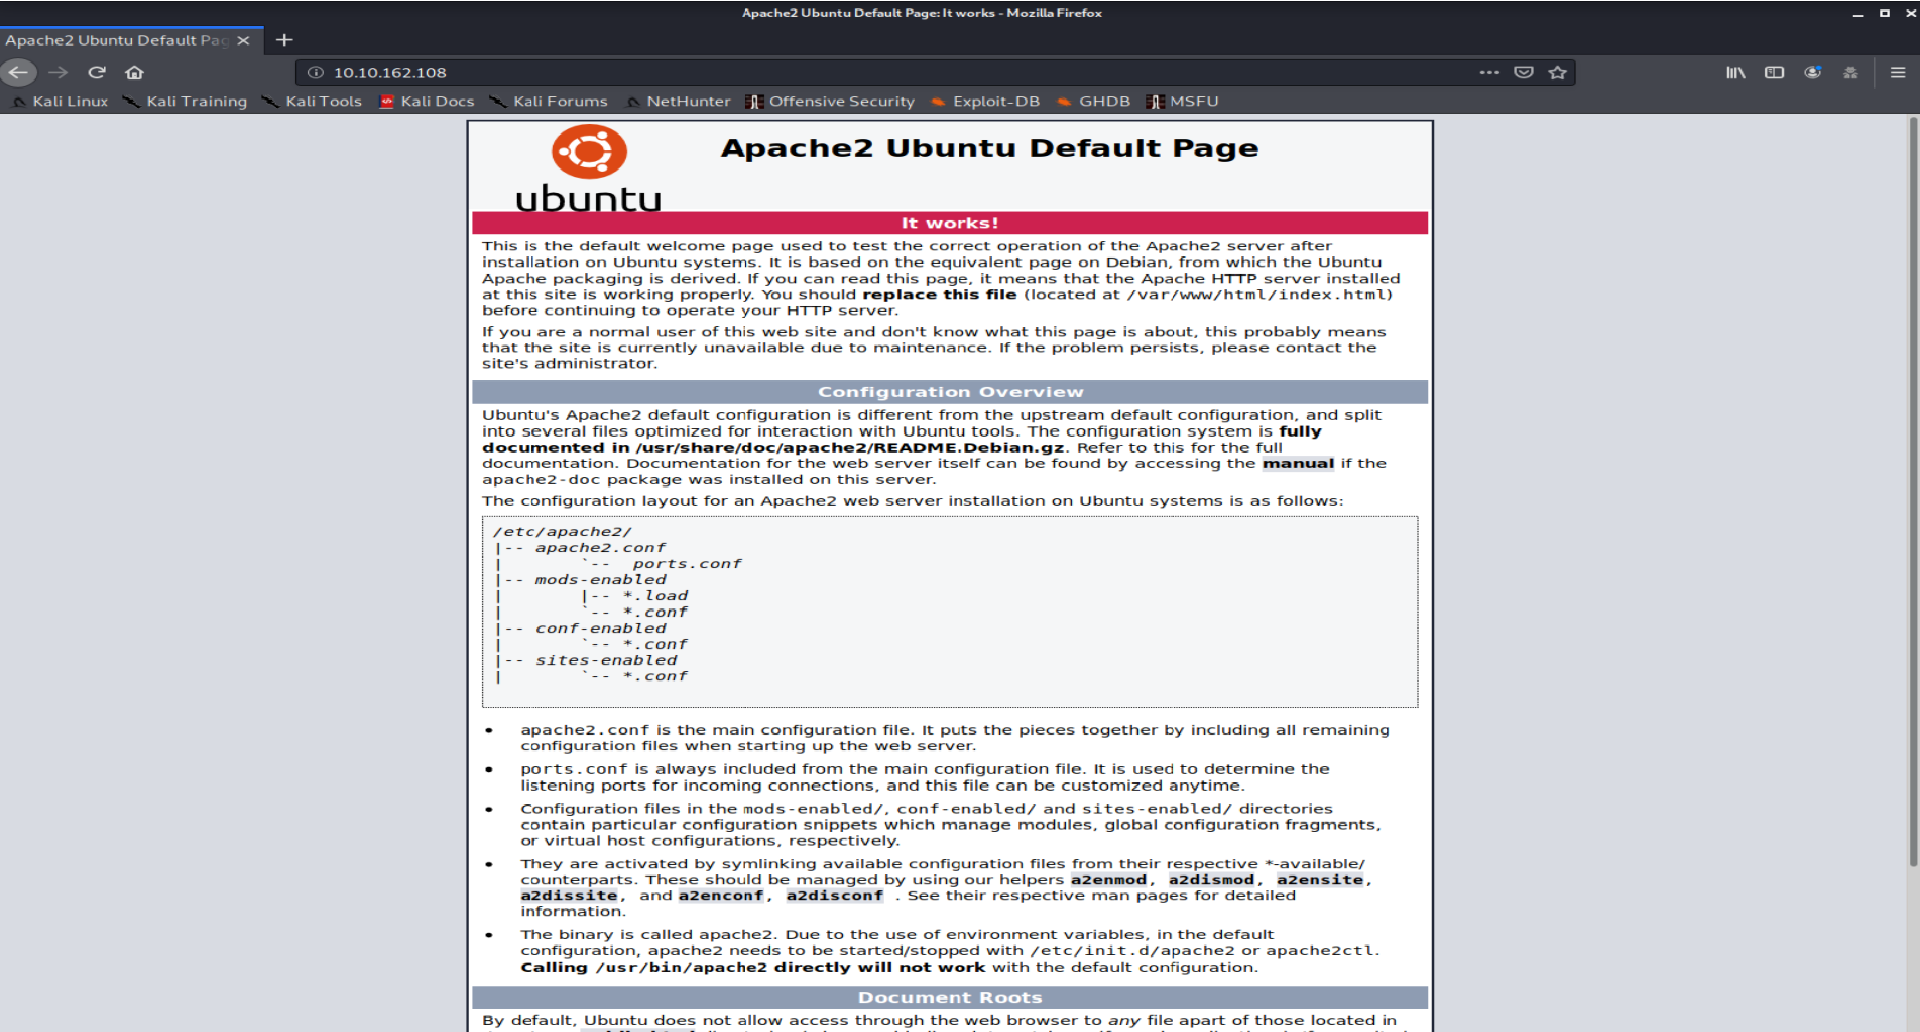 Apache2 Ubuntu Default Page: It works - Mozilla Firefox
Apache2 Ubuntu Default Pag
10.10.162.108
Kali Linux Kali Training Kali Tools Kali Docs Kali Forums NetHunter Offensive Security Exploit-DB GHDB MSFU
Apache2 Ubuntu Default Page
ubuntu
It works!
This is the default welcome page used to test the correct operation of the Apache2 server after
installation on Ubuntu systems. It is based on the equivalent page on Debian, from which the Ubuntu
Apache packaging is derived. If you can read this page, it means that the Apache HTTP server installed
at this site is working properly. You should replace this file (located at /var/www/html/index.html)
before continuing to operate your HTTP server.
If you are a normal user of this web site and don't know what this page is about, this probably means
that the site is currently unavailable due to maintenance. If the problem persists, please contact the
site's administrator.
Configuration Overview
Ubuntu's Apache2 default configuration is different from the upstream default configuration, and split
into several files optimized for interaction with Ubuntu tools. The configuration system is fully
documented in /usr/share/doc/apache2/README.Debian.gz. Refer to this for the full
documentation. Documentation for the web server itself can be found by accessing the manual if the
apache2-doc package was installed on this server.
The configuration layout for an Apache2 web server installation on Ubuntu systems is as follows:
/etc/apache2/
|-- apache2.conf
|       `--  ports.conf
|-- mods-enabled
|       |-- *.load
|       `-- *.conf
|-- conf-enabled
|       `-- *.conf
|-- sites-enabled
|       `-- *.conf
• apache2.conf is the main configuration file. It puts the pieces together by including all remaining
configuration files when starting up the web server.
• ports.conf is always included from the main configuration file. It is used to determine the
listening ports for incoming connections, and this file can be customized anytime.
• Configuration files in the mods-enabled/, conf-enabled/ and sites-enabled/ directories
contain particular configuration snippets which manage modules, global configuration fragments,
or virtual host configurations, respectively.
• They are activated by symlinking available configuration files from their respective *-available/
counterparts. These should be managed by using our helpers a2enmod, a2dismod, a2ensite,
a2dissite, and a2enconf, a2disconf . See their respective man pages for detailed
information.
• The binary is called apache2. Due to the use of environment variables, in the default
configuration, apache2 needs to be started/stopped with /etc/init.d/apache2 or apache2ctl.
Calling /usr/bin/apache2 directly will not work with the default configuration.
Document Roots
By default, Ubuntu does not allow access through the web browser to any file apart of those located in